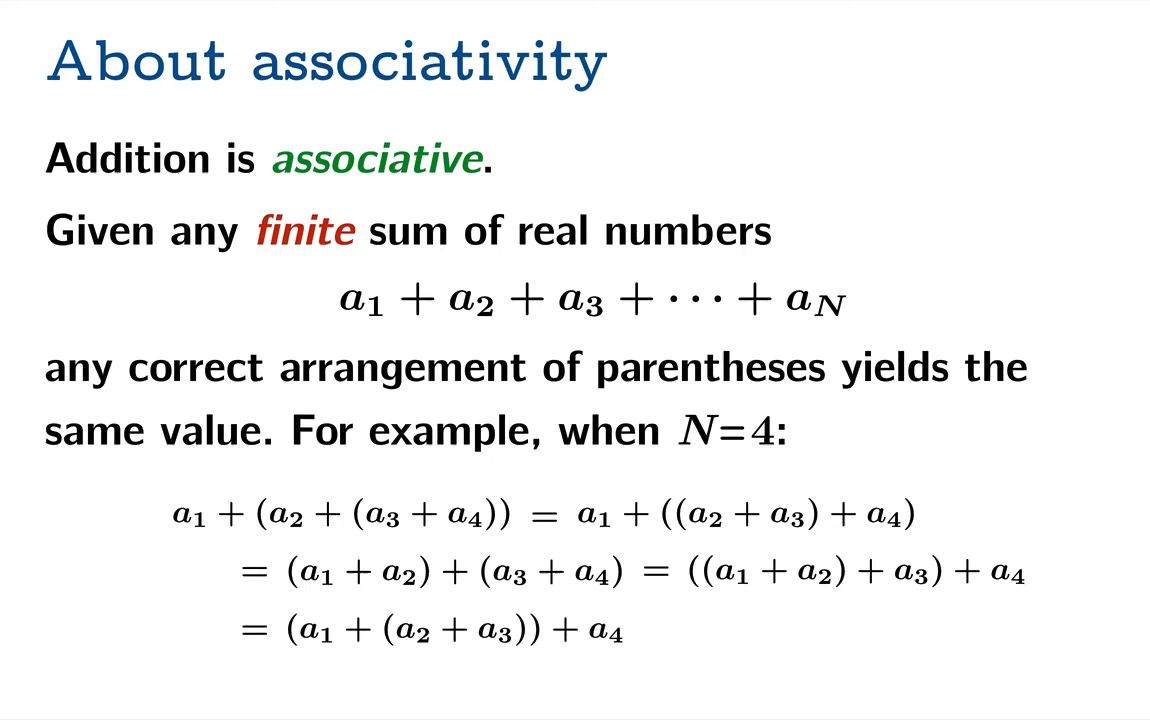 About associativity
Addition is associative.
Given any finite sum of real numbers
a₁ + a₂ + a₃ + ··· + a_N
any correct arrangement of parentheses yields the
same value. For example, when N=4:
a₁ + (a₂ + (a₃ + a₄)) = a₁ + ((a₂ + a₃) + a₄)
= (a₁ + a₂) + (a₃ + a₄) = ((a₁ + a₂) + a₃) + a₄
= (a₁ + (a₂ + a₃)) + a₄